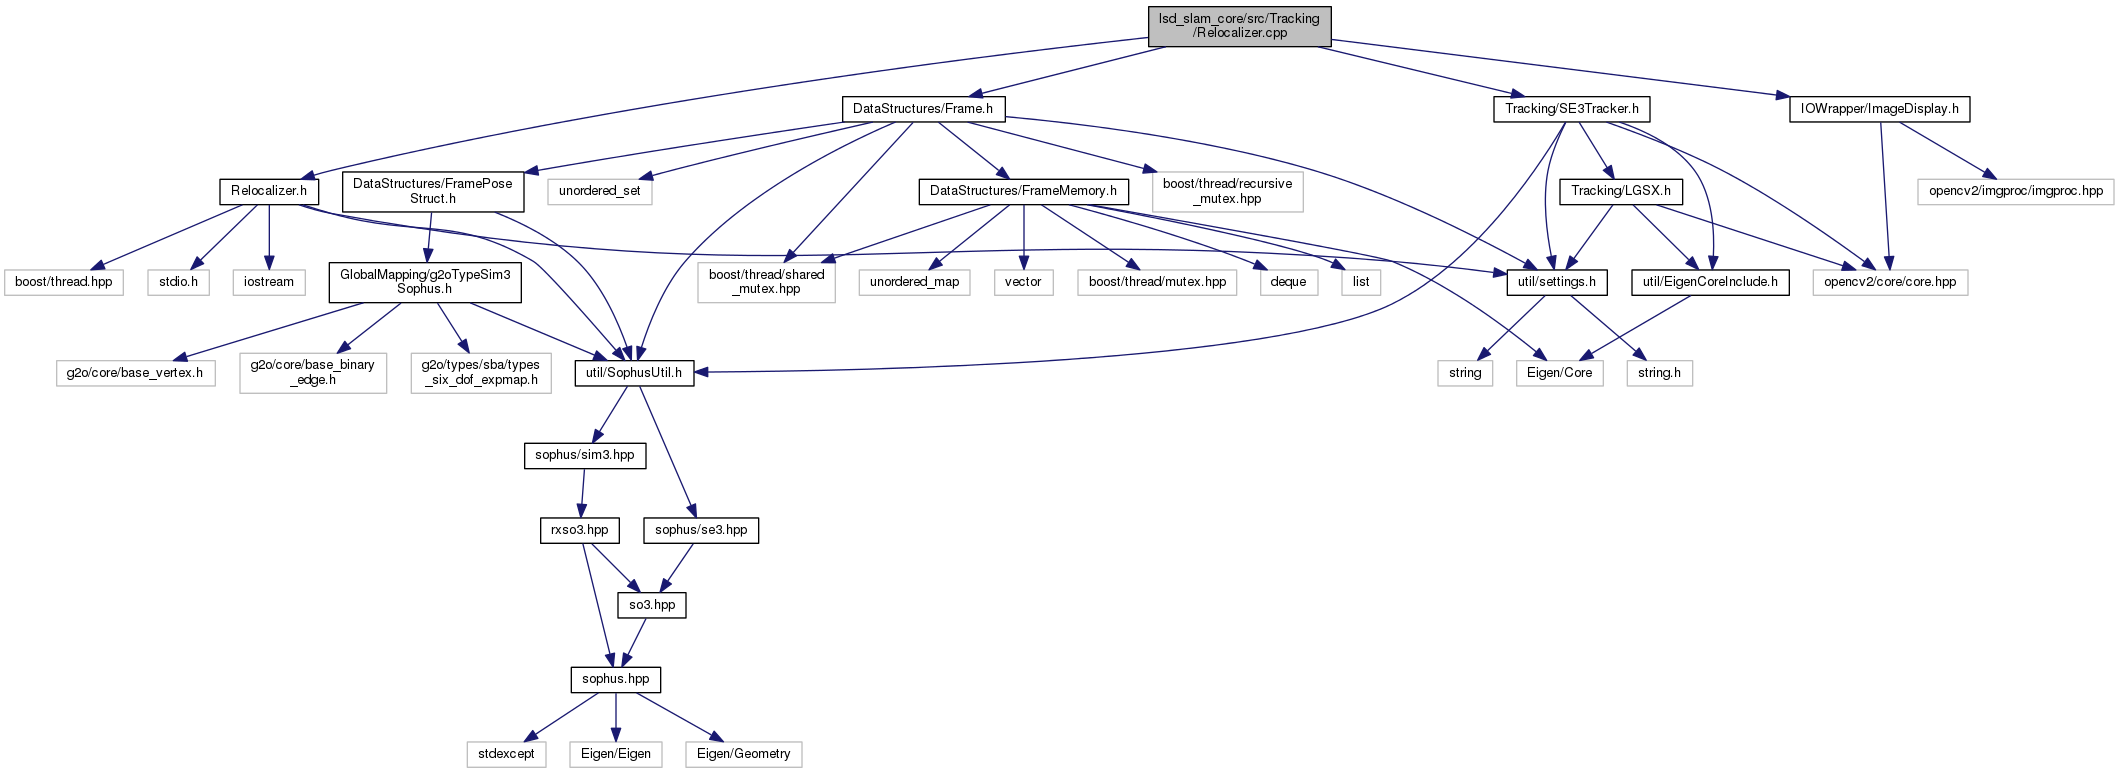 lsd_slam_core/src/Tracking
/Relocalizer.cpp
DataStructures/Frame.h
Tracking/SE3Tracker.h
IOWrapper/ImageDisplay.h
Relocalizer.h
DataStructures/FramePose
Struct.h
unordered_set
DataStructures/FrameMemory.h
boost/thread/recursive
_mutex.hpp
Tracking/LGSX.h
opencv2/imgproc/imgproc.hpp
boost/thread.hpp
stdio.h
iostream
GlobalMapping/g2oTypeSim3
Sophus.h
boost/thread/shared
_mutex.hpp
unordered_map
vector
boost/thread/mutex.hpp
deque
list
util/settings.h
util/EigenCoreInclude.h
opencv2/core/core.hpp
g2o/core/base_vertex.h
g2o/core/base_binary
_edge.h
g2o/types/sba/types
_six_dof_expmap.h
util/SophusUtil.h
string
Eigen/Core
string.h
sophus/sim3.hpp
rxso3.hpp
sophus/se3.hpp
so3.hpp
sophus.hpp
stdexcept
Eigen/Eigen
Eigen/Geometry